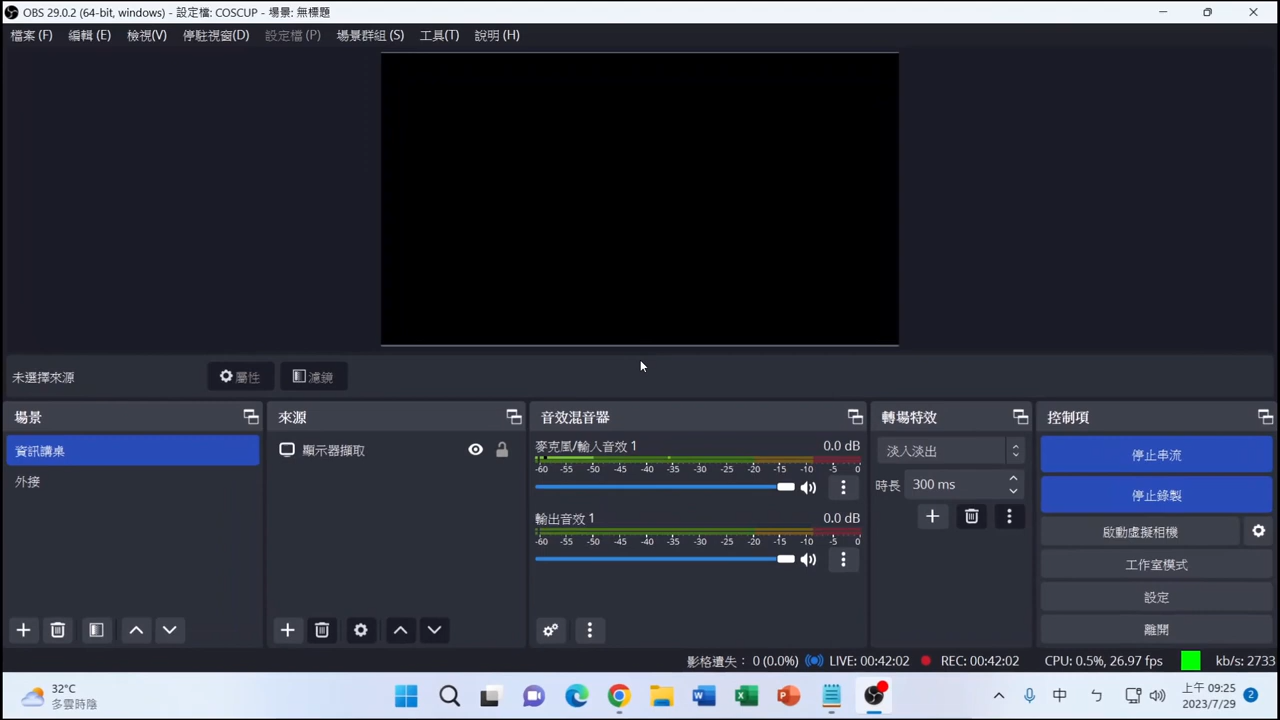 OBS 29.0.2 (64-bit, windows) - 設定檔: COSCUP - 場景: 無標題
檔案 (F) 編輯 (E) 檢視(V) 停駐視窗(D) 設定檔 (P) 場景群組 (S) 工具(T) 說明 (H)
未選擇來源 屬性 濾鏡
場景
資訊講桌
外接
來源
顯示器擷取
音效混音器
麥克風/輸入音效 1 0.0 dB
-60 -55 -50 -45 -40 -35 -30 -25 -20 -15 -10 -5 0
輸出音效 1 0.0 dB
-60 -55 -50 -45 -40 -35 -30 -25 -20 -15 -10 -5 0
轉場特效
淡入淡出
時長 300 ms
控制項
停止串流
停止錄製
啟動虛擬相機
工作室模式
設定
離開
影格遺失： 0 (0.0%) LIVE: 00:42:02 REC: 00:42:02 CPU: 0.5%, 26.97 fps kb/s: 2733
32°C
多雲時陰
中 ㄣ
上午 09:25
2023/7/29
2